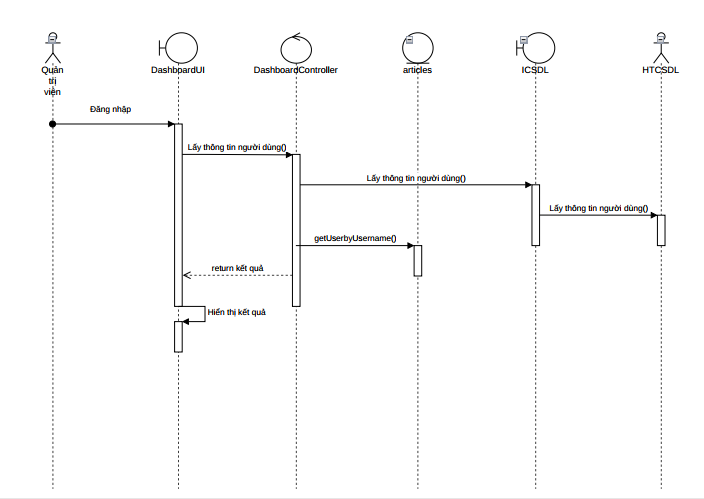 Quản
trị
viên
DashboardUI
DashboardController
articles
ICSDL
HTCSDL
Đăng nhập
Lấy thông tin người dùng()
Lấy thông tin người dùng()
Lấy thông tin người dùng()
getUserbyUsername()
return kết quả
Hiển thị kết quả